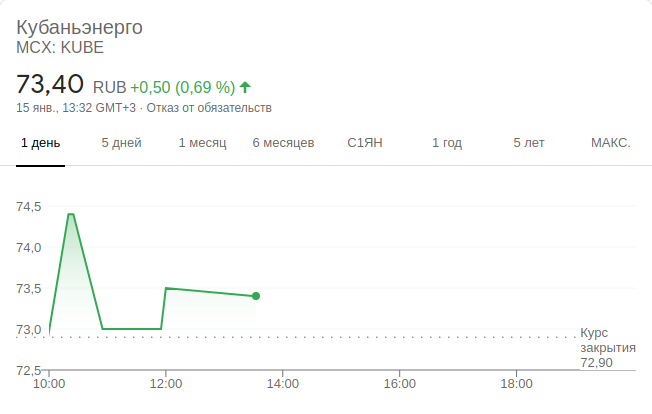 Кубаньэнерго
MCX: KUBE
73,40 RUB +0,50 (0,69 %)
15 янв., 13:32 GMT+3 · Отказ от обязательств
1 день 5 дней 1 месяц 6 месяцев С1ЯН 1 год 5 лет МАКС.
74,5
74,0
73,5
73,0
72,5
Курс
закрытия
72,90
10:00 12:00 14:00 16:00 18:00